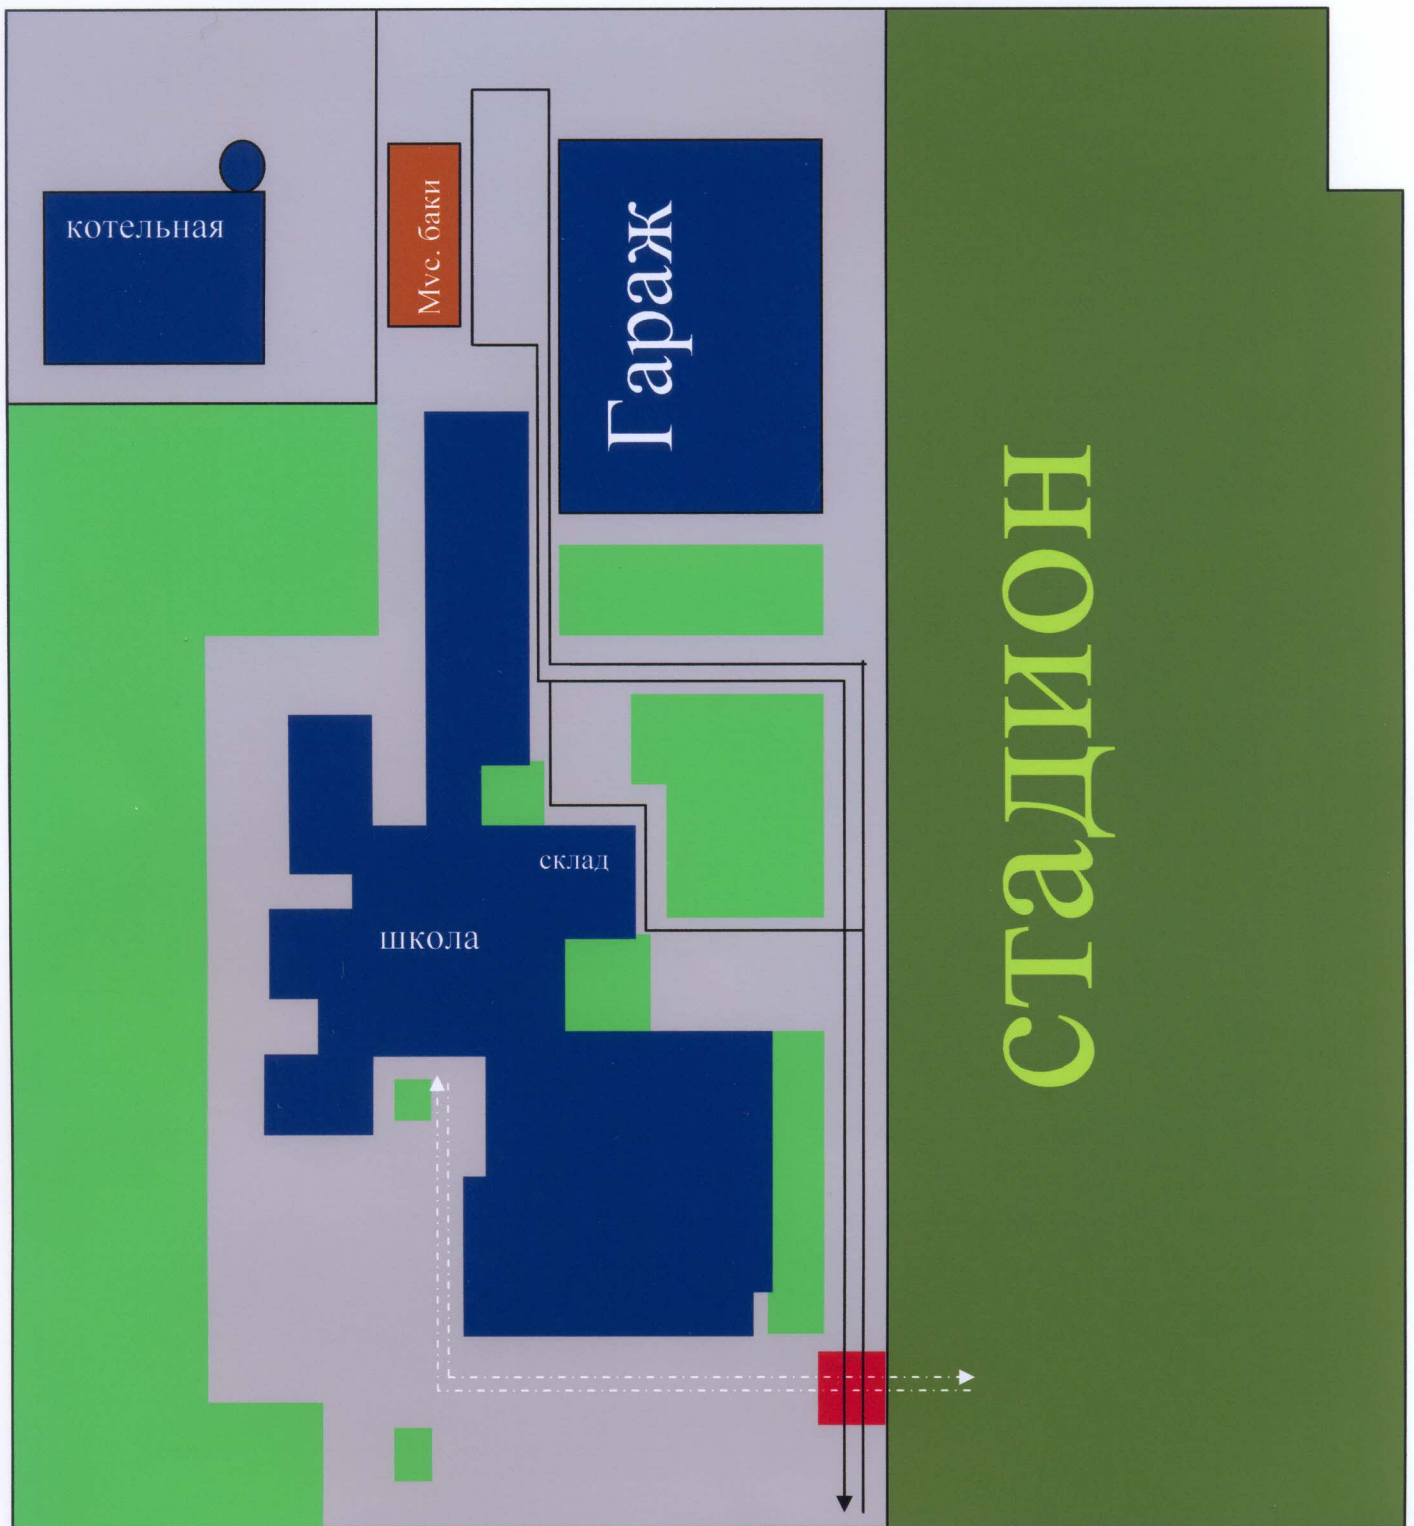 котельная
Мус. баки
Гараж
стадион
склад
школа